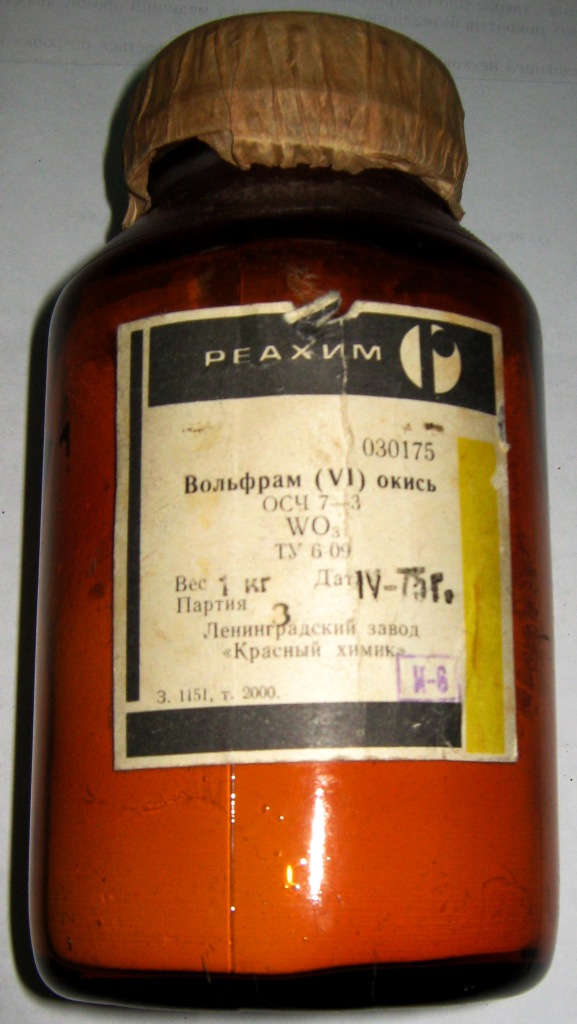 РЕАХИМ
030175
Вольфрам (VI) окись
ОСЧ 7—3
WO₃
ТУ 6-09
Вес 1 кг Дата IV-75г.
Партия 3
Ленинградский завод
«Красный химик»
И-6
З. 1151, т. 2000.